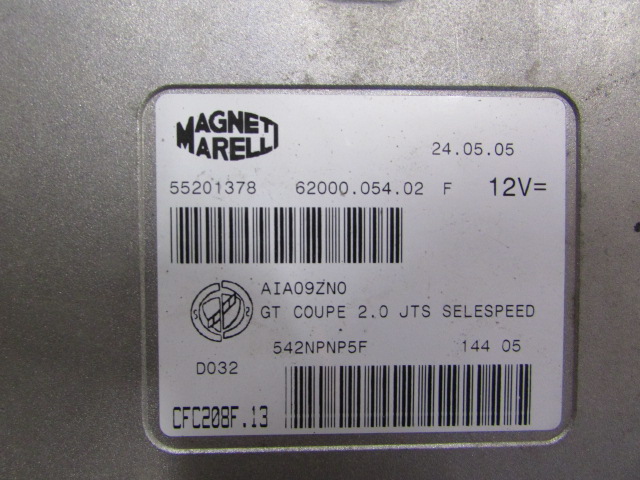 MAGNETI MARELLI
24.05.05
55201378 62000.054.02 F 12V=
AIA09ZN0
GT COUPE 2.0 JTS SELESPEED
542NPNP5F 144 05
D032
CFC208F.13